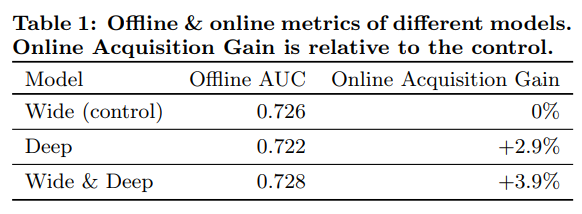 Table 1: Offline & online metrics of different models.
Online Acquisition Gain is relative to the control.
Model Offline AUC Online Acquisition Gain
Wide (control) 0.726 0%
Deep 0.722 +2.9%
Wide & Deep 0.728 +3.9%